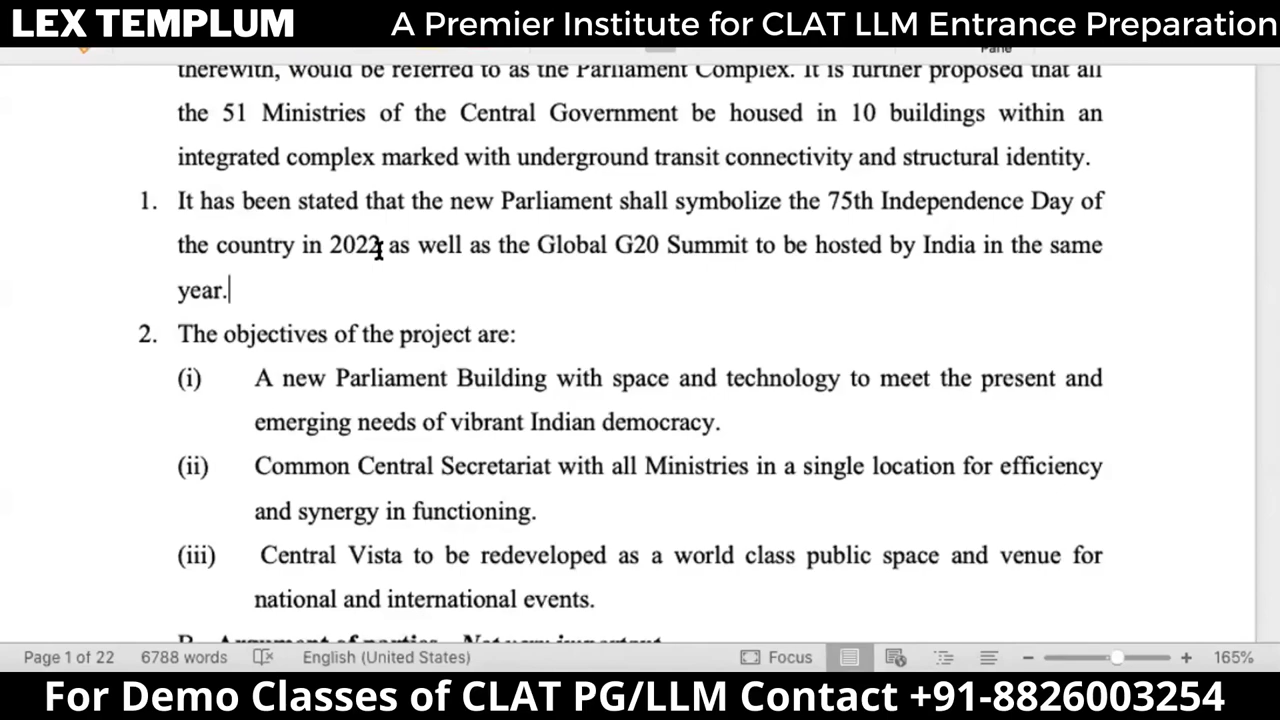 LEX TEMPLUM
A Premier Institute for CLAT LLM Entrance Preparation
Pane
therewith, would be referred to as the Parliament Complex. It is further proposed that all
the 51 Ministries of the Central Government be housed in 10 buildings within an
integrated complex marked with underground transit connectivity and structural identity.
1. It has been stated that the new Parliament shall symbolize the 75th Independence Day of
the country in 2022 as well as the Global G20 Summit to be hosted by India in the same
year.
2. The objectives of the project are:
(i) A new Parliament Building with space and technology to meet the present and
emerging needs of vibrant Indian democracy.
(ii) Common Central Secretariat with all Ministries in a single location for efficiency
and synergy in functioning.
(iii) Central Vista to be redeveloped as a world class public space and venue for
national and international events.
Argument of parties Not very important
Page 1 of 22 6788 words English (United States) Focus 165%
For Demo Classes of CLAT PG/LLM Contact +91-8826003254